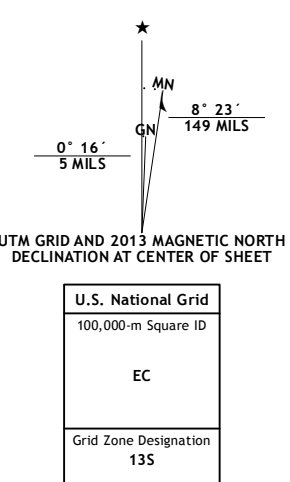 ★
MN
GN
8° 23´
149 MILS
0° 16´
5 MILS
UTM GRID AND 2013 MAGNETIC NORTH
DECLINATION AT CENTER OF SHEET
U.S. National Grid
100,000-m Square ID
EC
Grid Zone Designation
13S